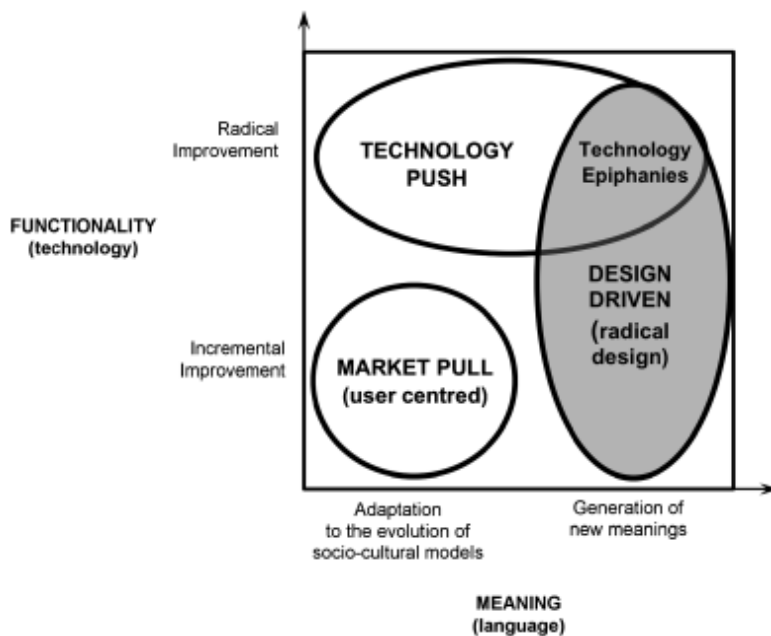 Radical
Improvement
TECHNOLOGY
PUSH
Technology
Epiphanies
FUNCTIONALITY
(technology)
DESIGN
DRIVEN
(radical
design)
Incremental
Improvement
MARKET PULL
(user centred)
Adaptation
to the evolution of
socio-cultural models
Generation of
new meanings
MEANING
(language)